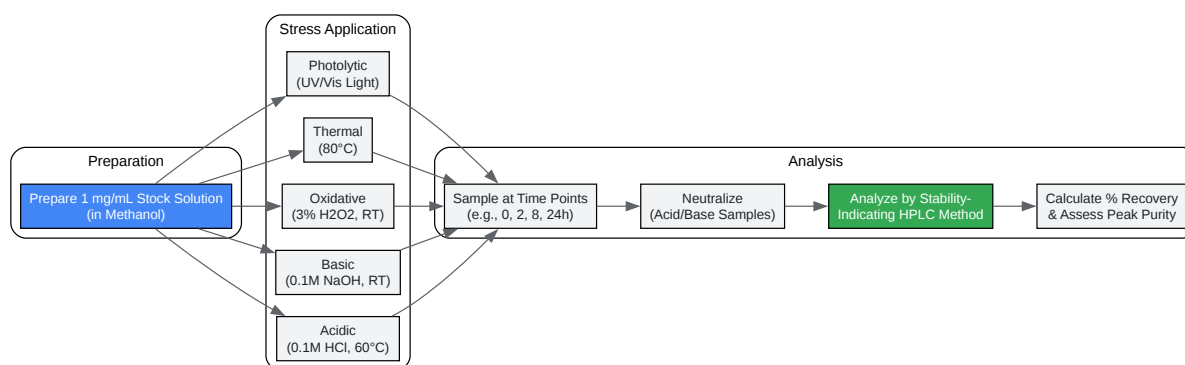 Stress Application
Photolytic
(UV/Vis Light)
Thermal
(80°C)
Preparation
Analysis
Prepare 1 mg/mL Stock Solution
(in Methanol)
Oxidative
(3% H2O2, RT)
Sample at Time Points
(e.g., 0, 2, 8, 24h)
Neutralize
(Acid/Base Samples)
Analyze by Stability-
Indicating HPLC Method
Calculate % Recovery
& Assess Peak Purity
Basic
(0.1M NaOH, RT)
Acidic
(0.1M HCl, 60°C)